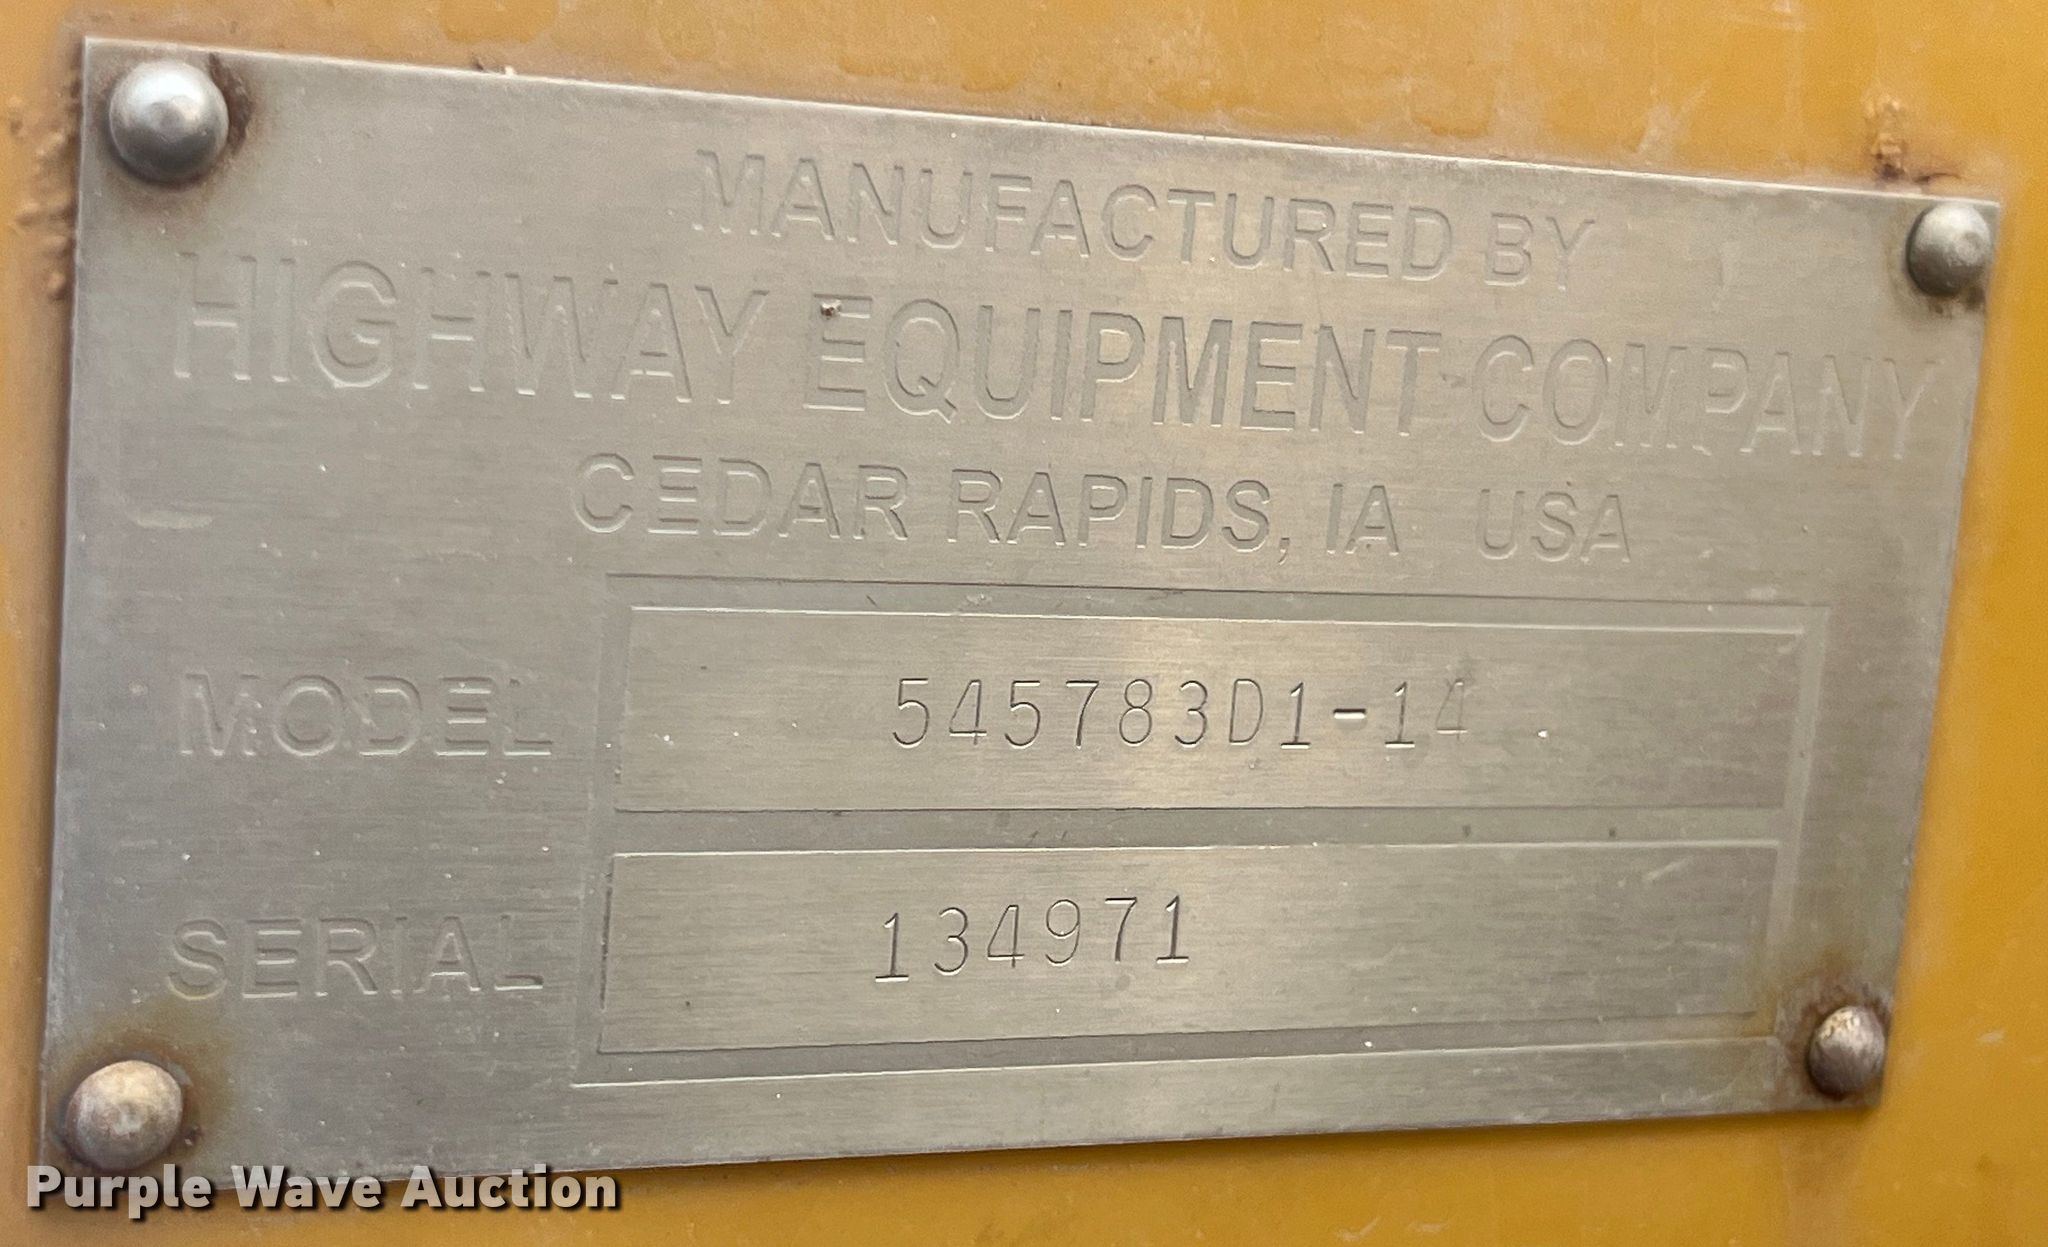 MANUFACTURED BY
HIGHWAY EQUIPMENT COMPANY
CEDAR RAPIDS, IA USA
MODEL 545783D1-14
SERIAL 134971
Purple Wave Auction